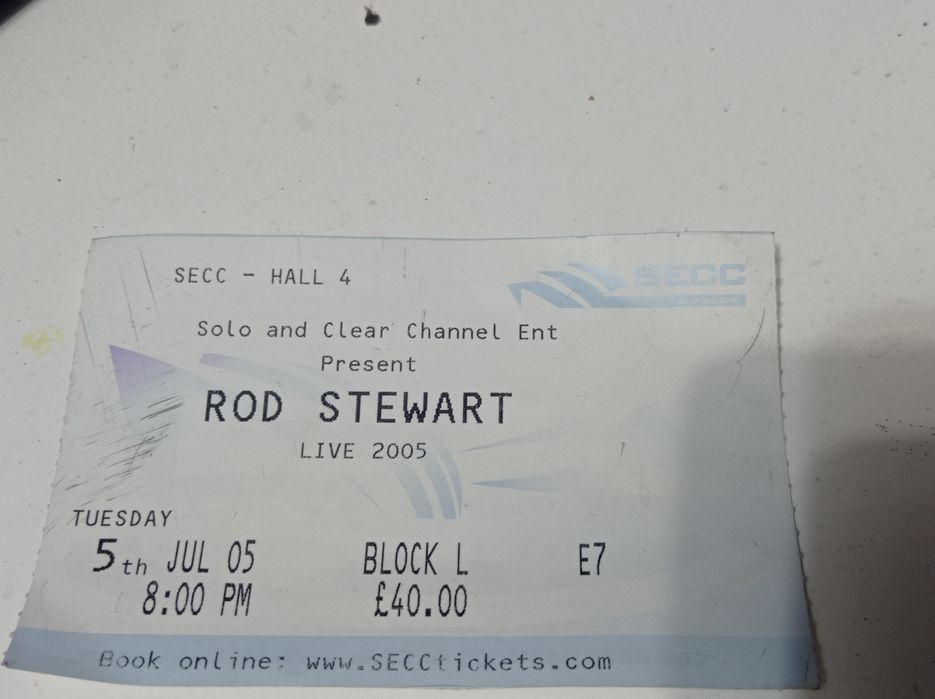 SECC - HALL 4
SECC
GLASGOW
Solo and Clear Channel Ent
Present
ROD STEWART
LIVE 2005
TUESDAY
5th JUL 05 BLOCK L E7
8:00 PM £40.00
Book online: www.SECCtickets.com